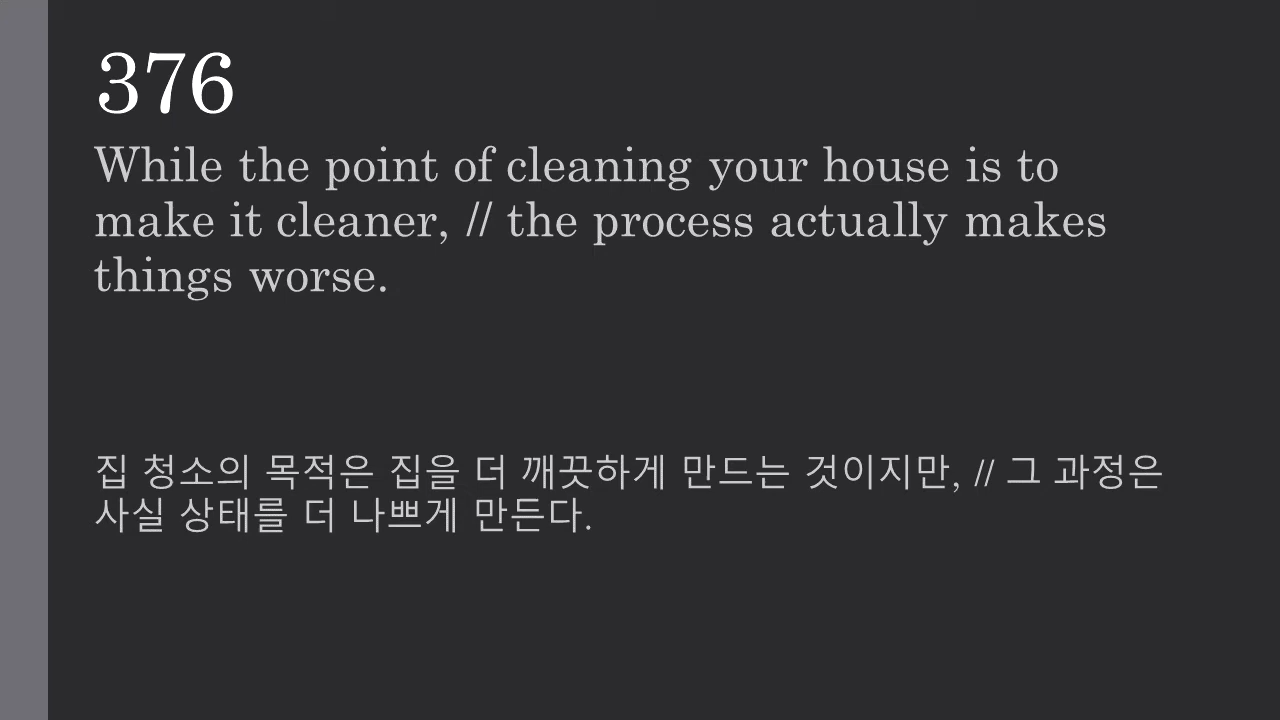 376
While the point of cleaning your house is to
make it cleaner, // the process actually makes
things worse.
집 청소의 목적은 집을 더 깨끗하게 만드는 것이지만, // 그 과정은
사실 상태를 더 나쁘게 만든다.